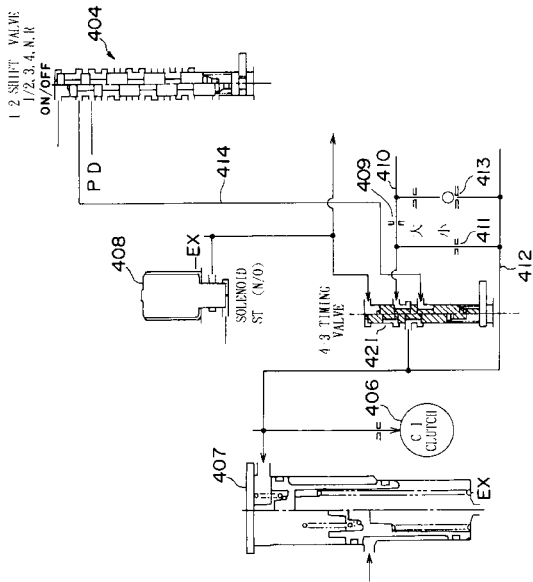 1 2 SHIFT VALVE
1/2,3,4,N,R
ON/OFF
404
PD
414
408
EX
SOLENOID
ST (N/O)
409
410
大
小
413
411
412
4-3 TIMING
VALVE
421
406
C1
CLUTCH
407
EX